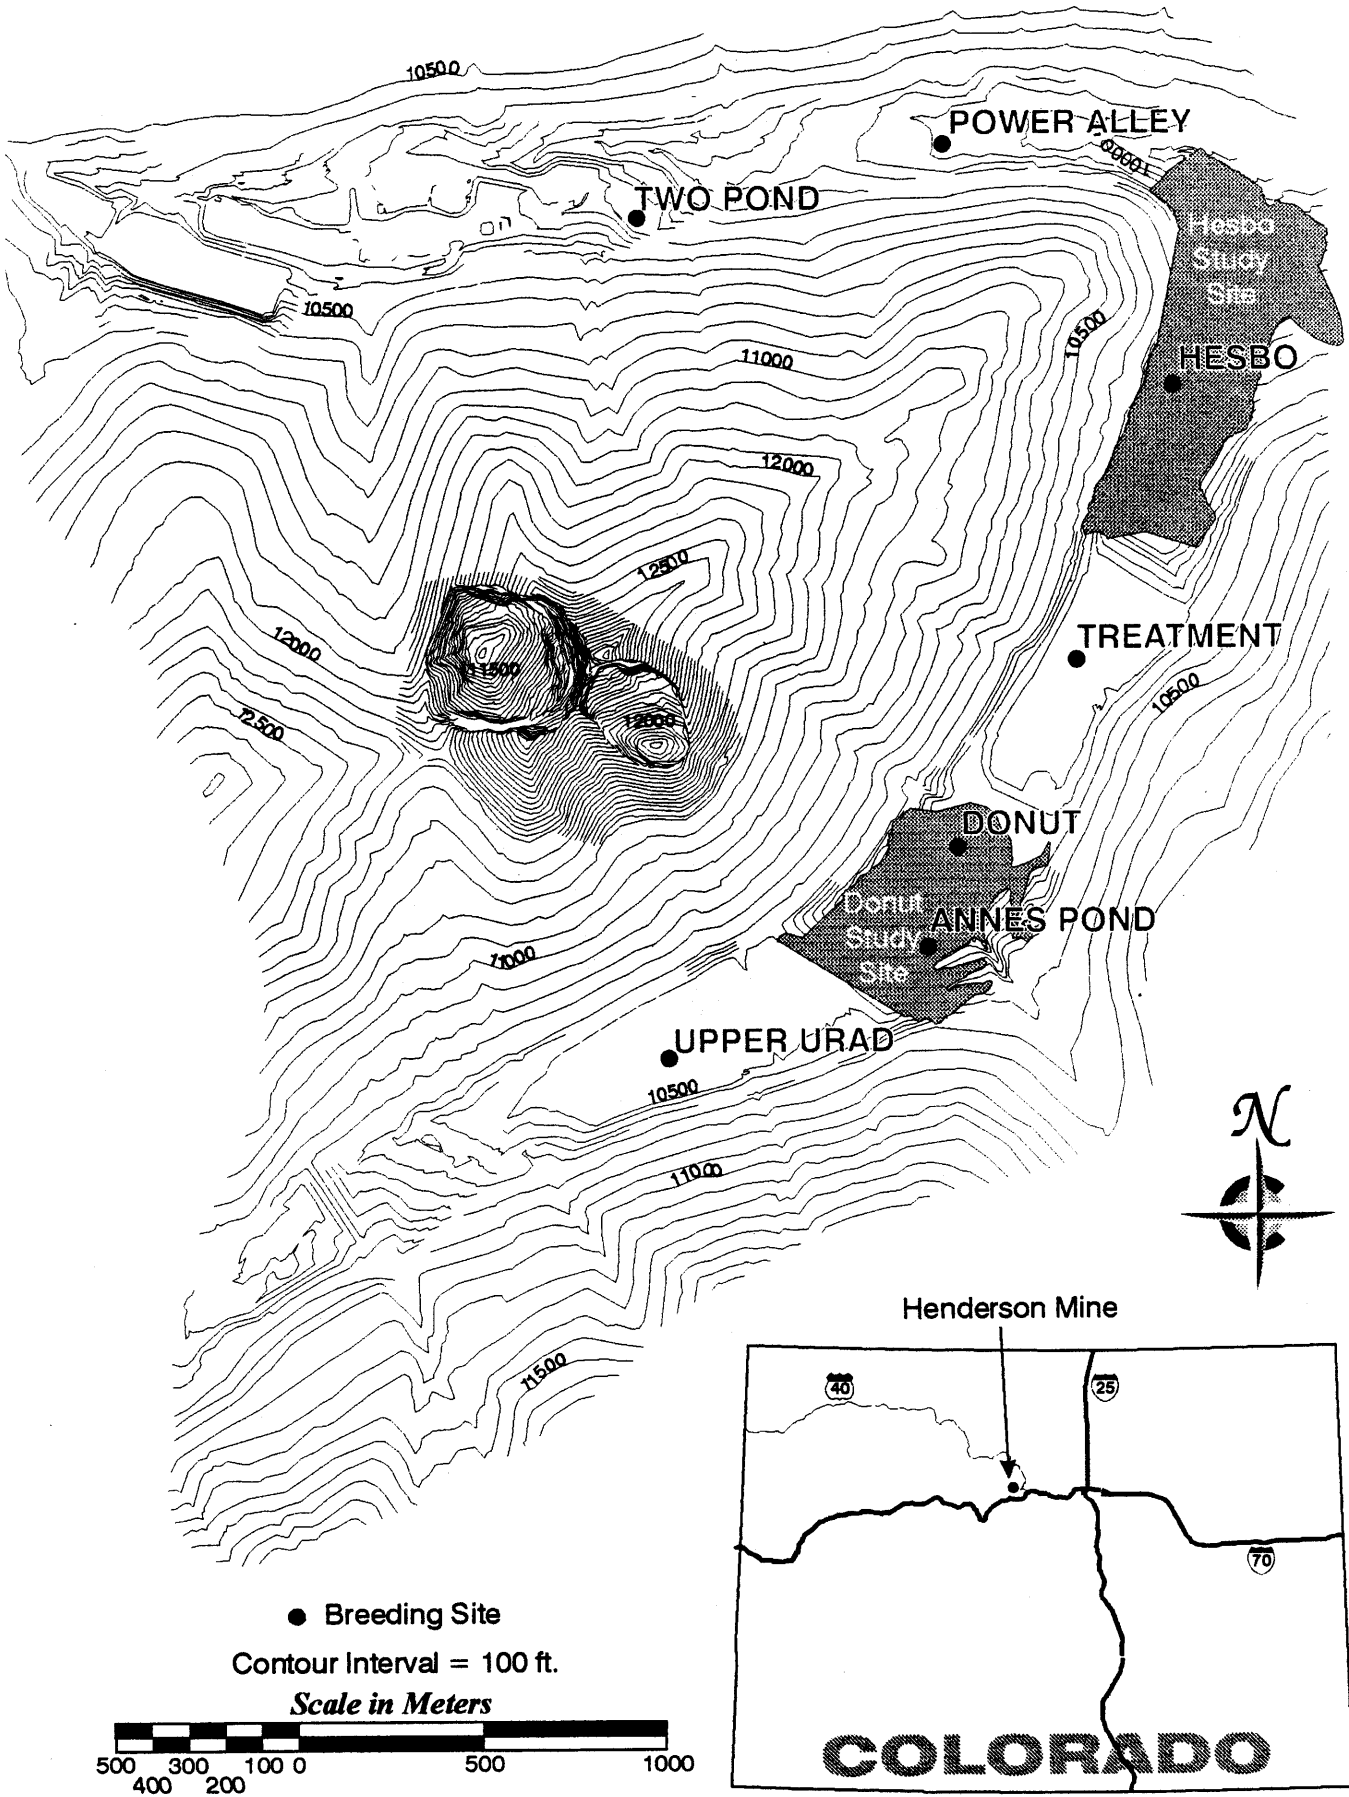 10500
POWER ALLEY
10000
TWO POND
Hesbo
Study
Site
10500
10500
11000
HESBO
12000
12500
TREATMENT
12000
11500
10500
12500
12000
DONUT
Donut
ANNES POND
Study
Site
11000
UPPER URAD
10500
11000
N
Henderson Mine
11500
40
25
70
Breeding Site
Contour Interval = 100 ft.
Scale in Meters
500 300 100 0 500 1000
400 200
COLORADO